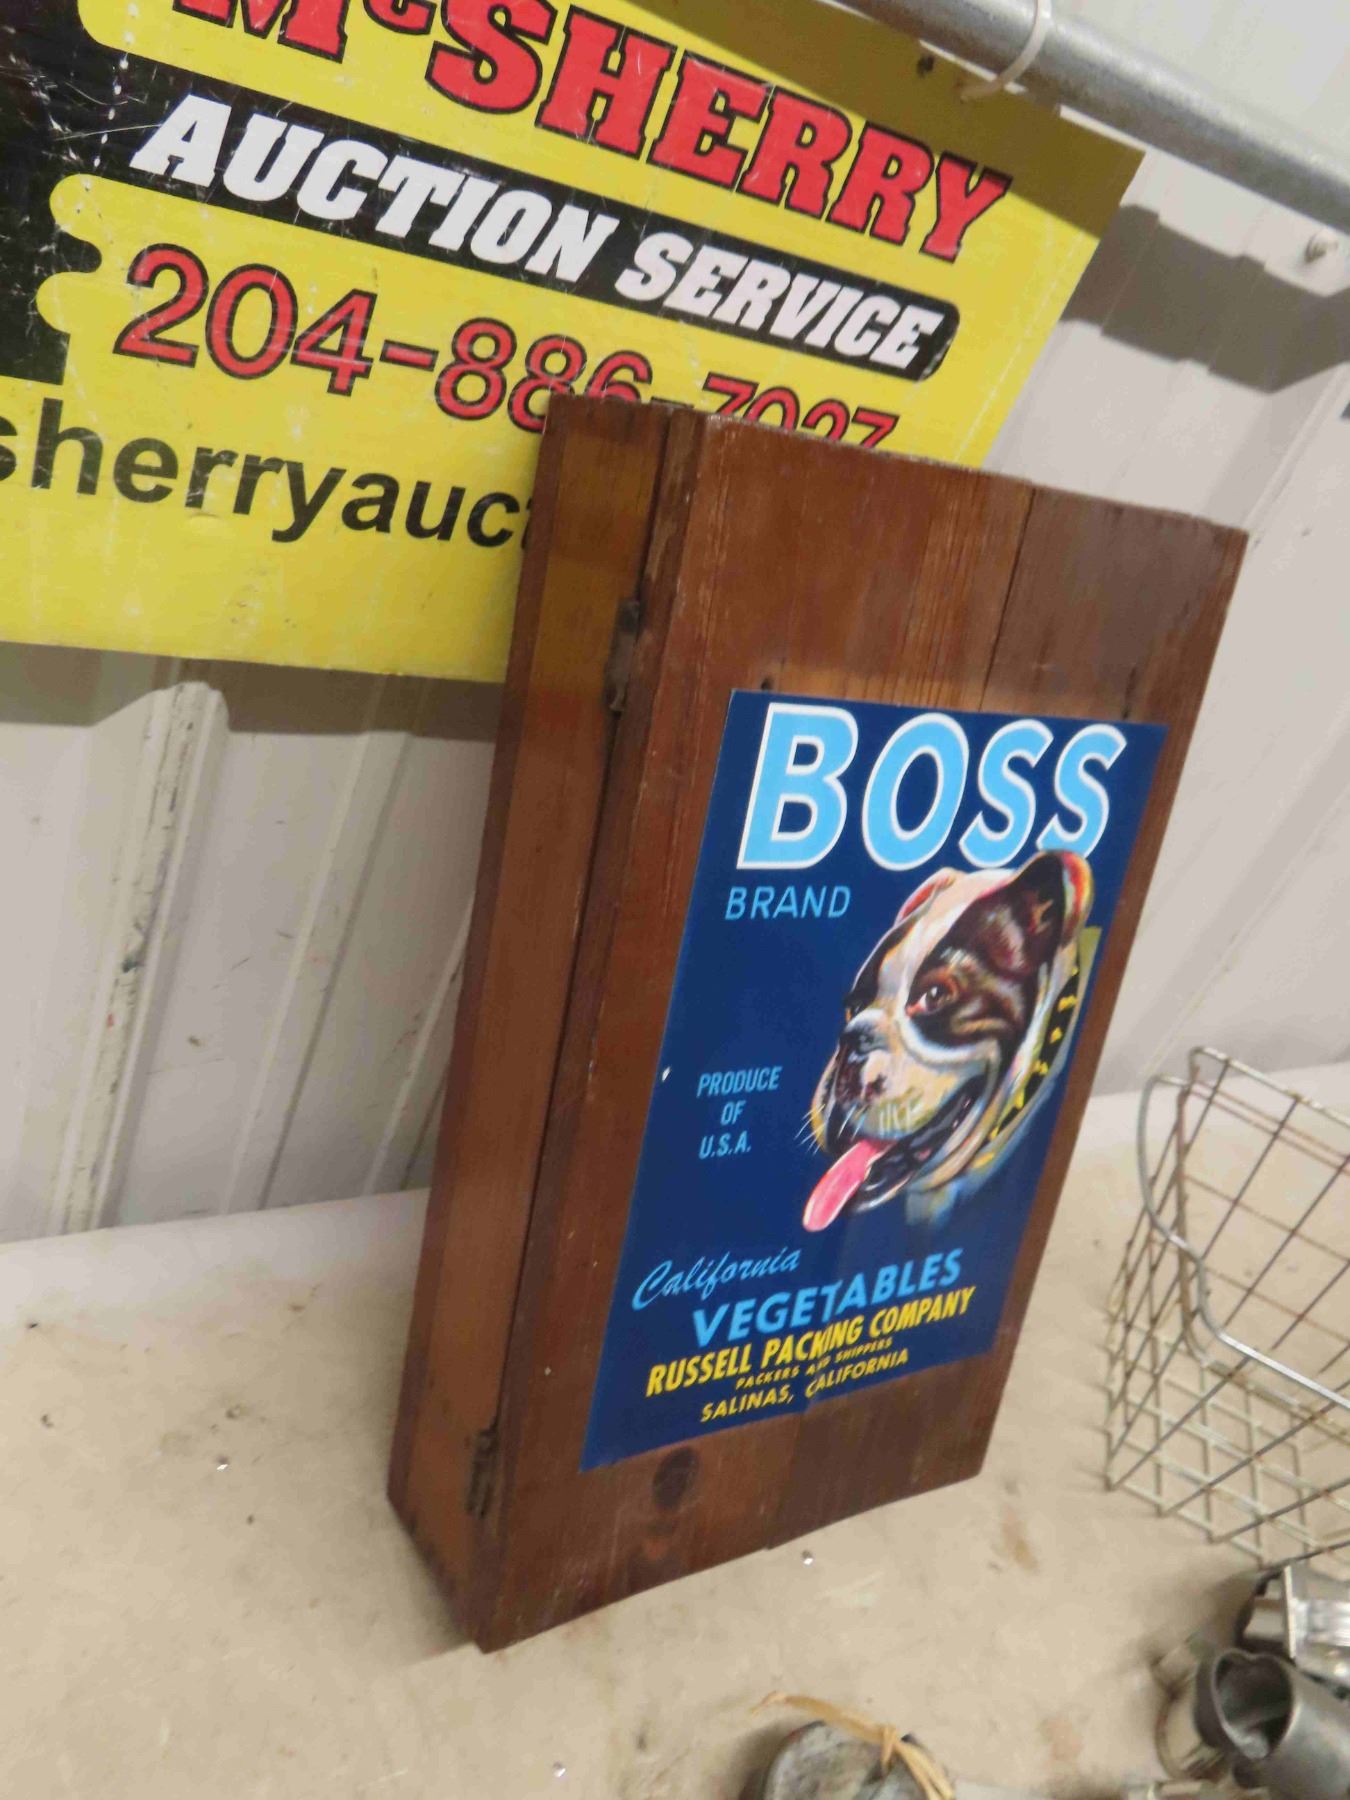 McSHERRY
AUCTION SERVICE
204-886-7027
sherryauc
BOSS
BRAND
PRODUCE
OF
U.S.A.
California
VEGETABLES
RUSSELL PACKING COMPANY
PACKERS AND SHIPPERS
SALINAS, CALIFORNIA